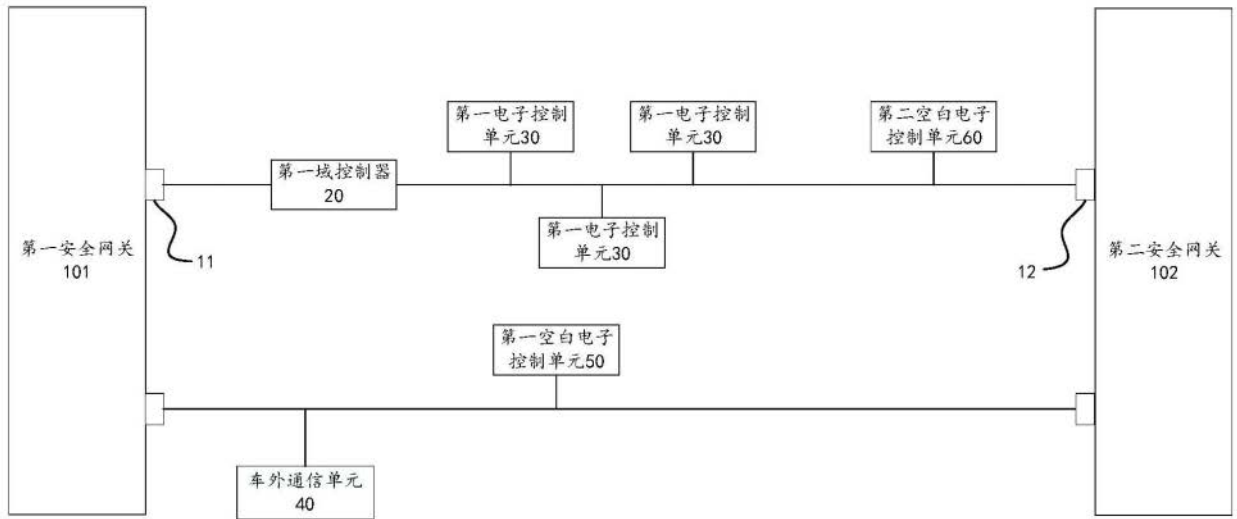 第一电子控制
单元30
第一电子控制
单元30
第二空白电子
控制单元60
第一域控制器
20
第一电子控制
单元30
第一安全网关
101
11
12
第二安全网关
102
第一空白电子
控制单元50
车外通信单元
40